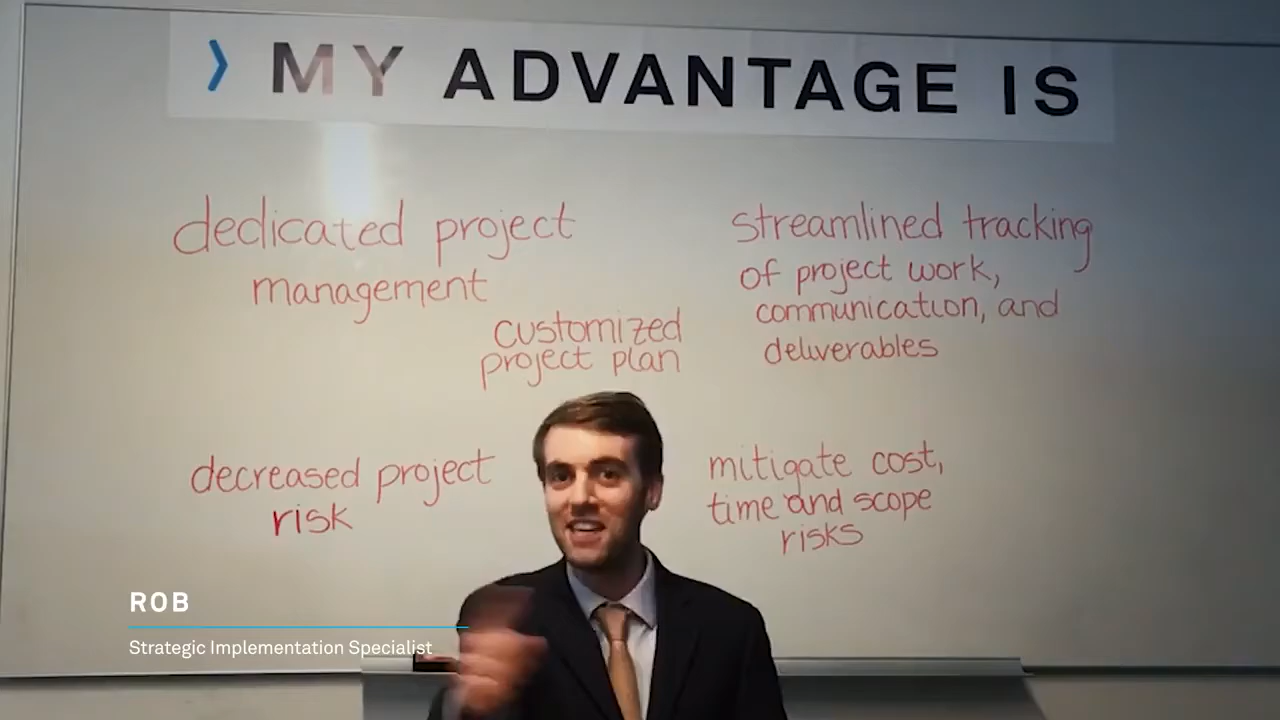 › MY ADVANTAGE IS
dedicated project
management
customized
project plan
streamlined tracking
of project work,
communication, and
deliverables
decreased project
risk
mitigate cost,
time and scope
risks
ROB
Strategic Implementation Specialist